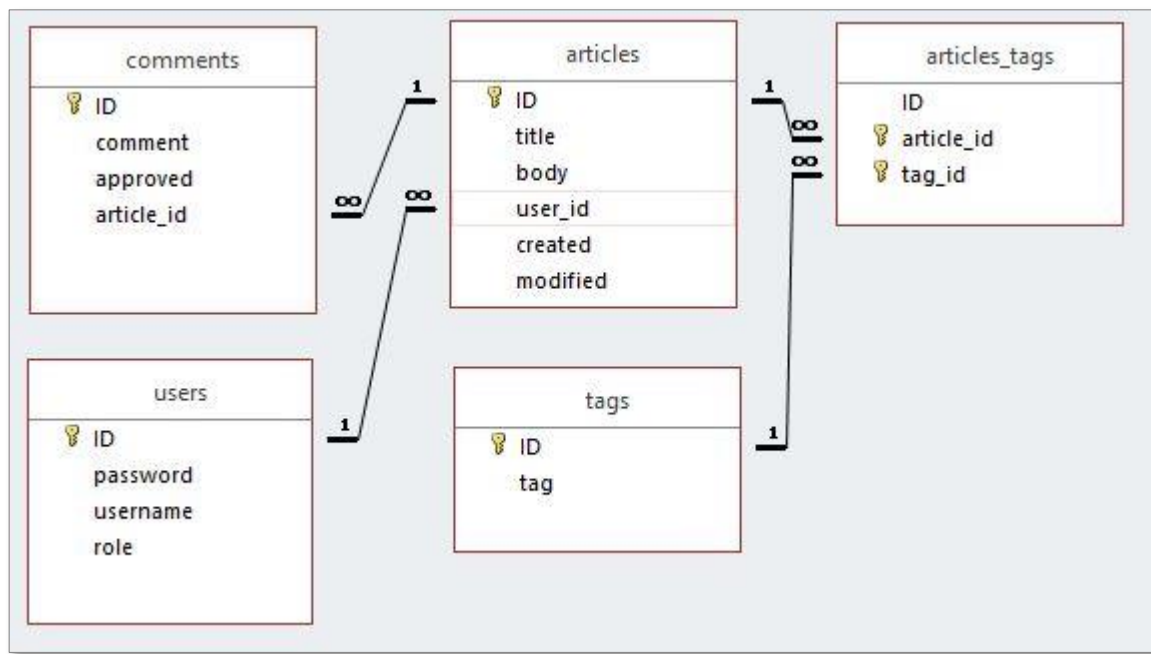 comments
ID
comment
approved
article_id
articles
ID
title
body
user_id
created
modified
articles_tags
ID
article_id
tag_id
users
ID
password
username
role
tags
ID
tag
1
∞
1
∞
∞
∞
1
1